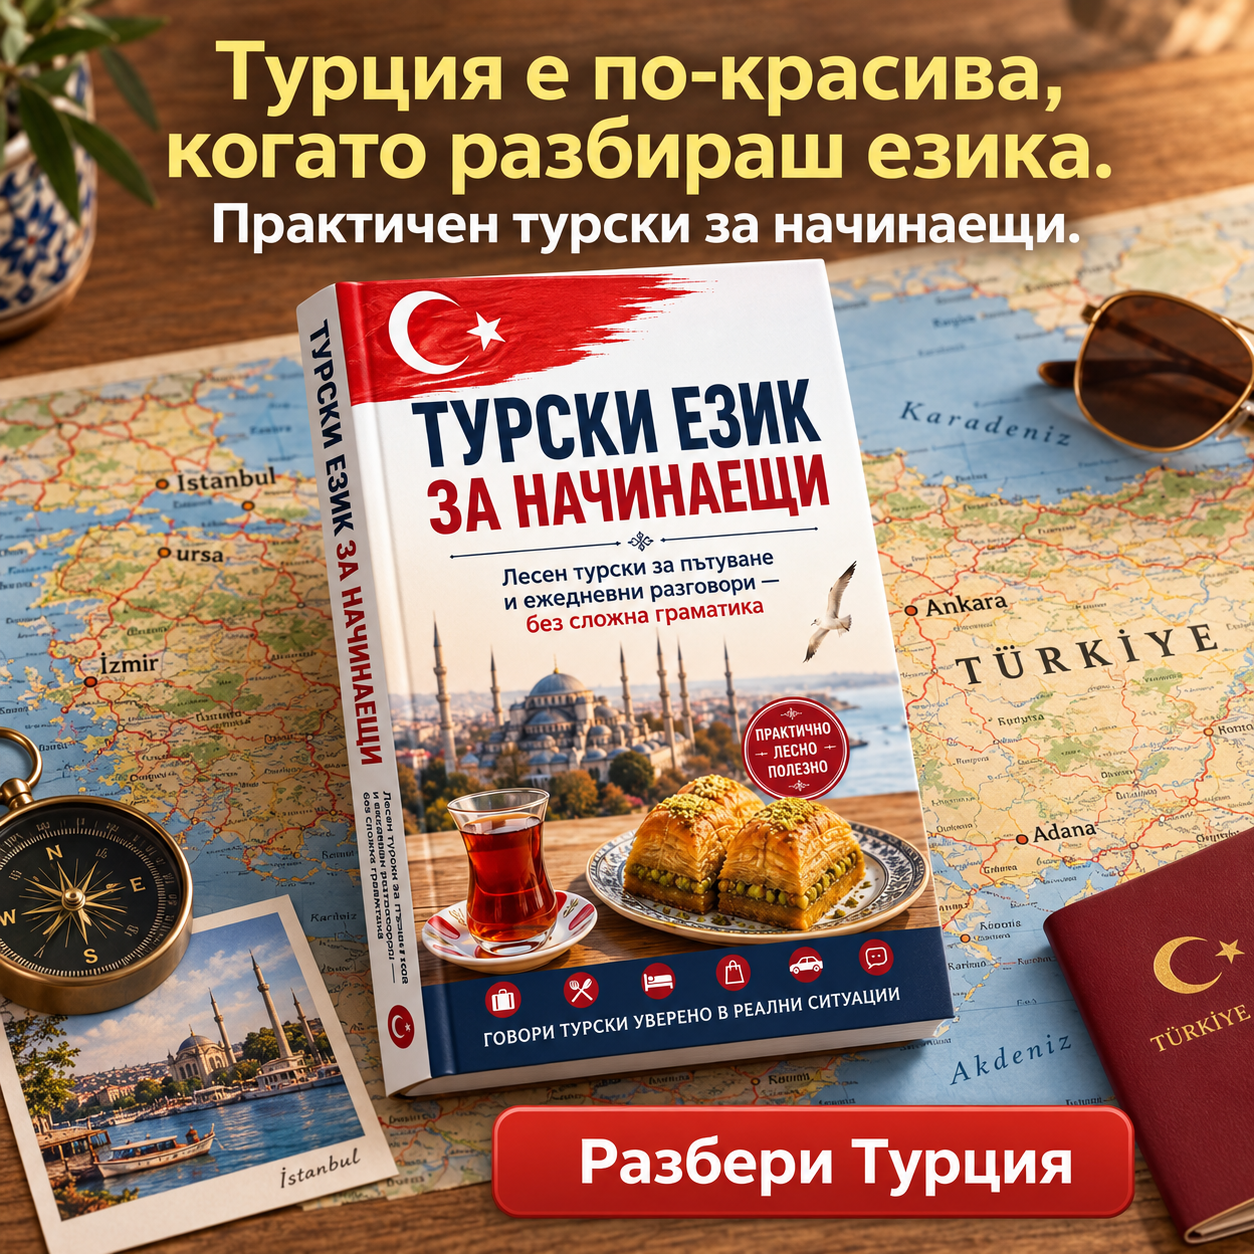 Турция е по-красива,
когато разбираш езика.
Практичен турски за начинаещи.
ТУРСКИ ЕЗИК
ЗА НАЧИНАЕЩИ
Лесен турски за пътуване
и ежедневни разговори —
без сложна граматика
ПРАКТИЧНО
ЛЕСНО
ПОЛЕЗНО
ГОВОРИ ТУРСКИ УВЕРЕНО В РЕАЛНИ СИТУАЦИИ
ТУРСКИ ЕЗИК ЗА НАЧИНАЕЩИ
Istanbul
ursa
İzmir
Karadeniz
Ankara
TÜRKİYE
Adana
Akdeniz
N
E
S
W
İstanbul
TÜRKİYE
Разбери Турция